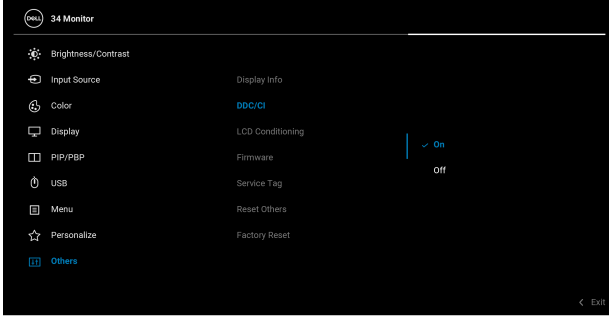 DELL 34 Monitor
Brightness/Contrast
Input Source
Color
Display
PIP/PBP
USB
Menu
Personalize
Others
Display Info
DDC/CI
LCD Conditioning
Firmware
Service Tag
Reset Others
Factory Reset
On
Off
Exit